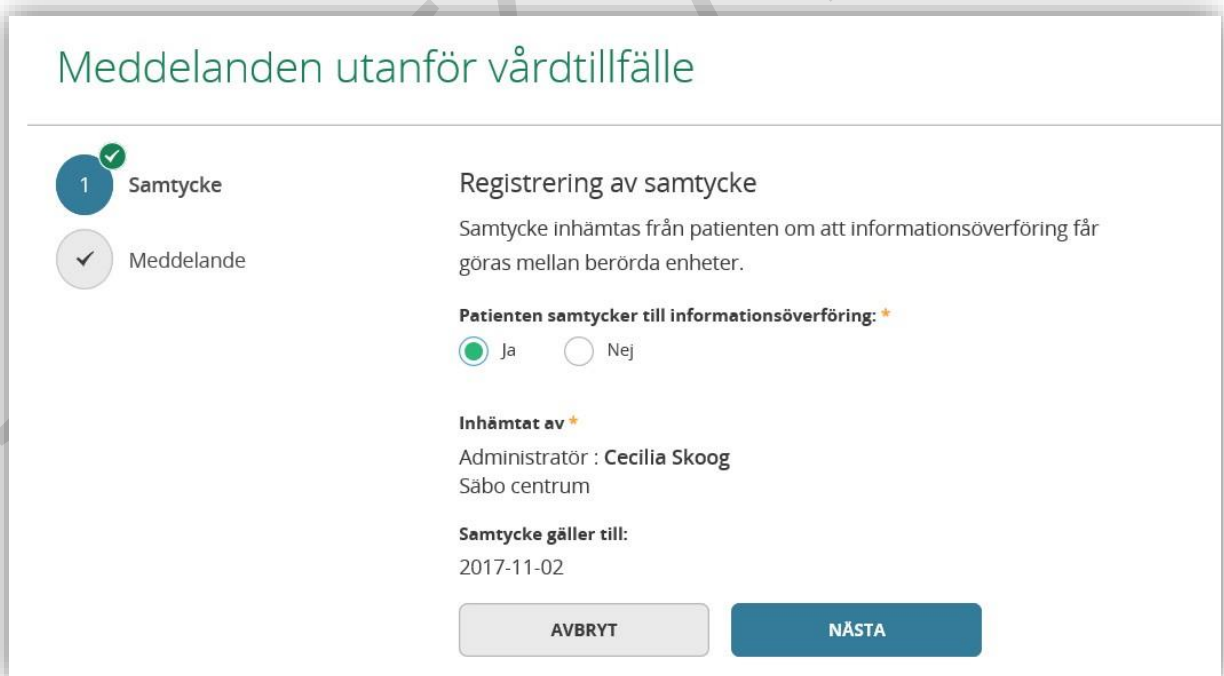 Meddelanden utanför vårdtillfälle
1 Samtycke
Meddelande
Registrering av samtycke
Samtycke inhämtas från patienten om att informationsöverföring får
göras mellan berörda enheter.
Patienten samtycker till informationsöverföring: *
Ja Nej
Inhämtat av *
Administratör : Cecilia Skoog
Säbo centrum
Samtycke gäller till:
2017-11-02
AVBRYT NÄSTA